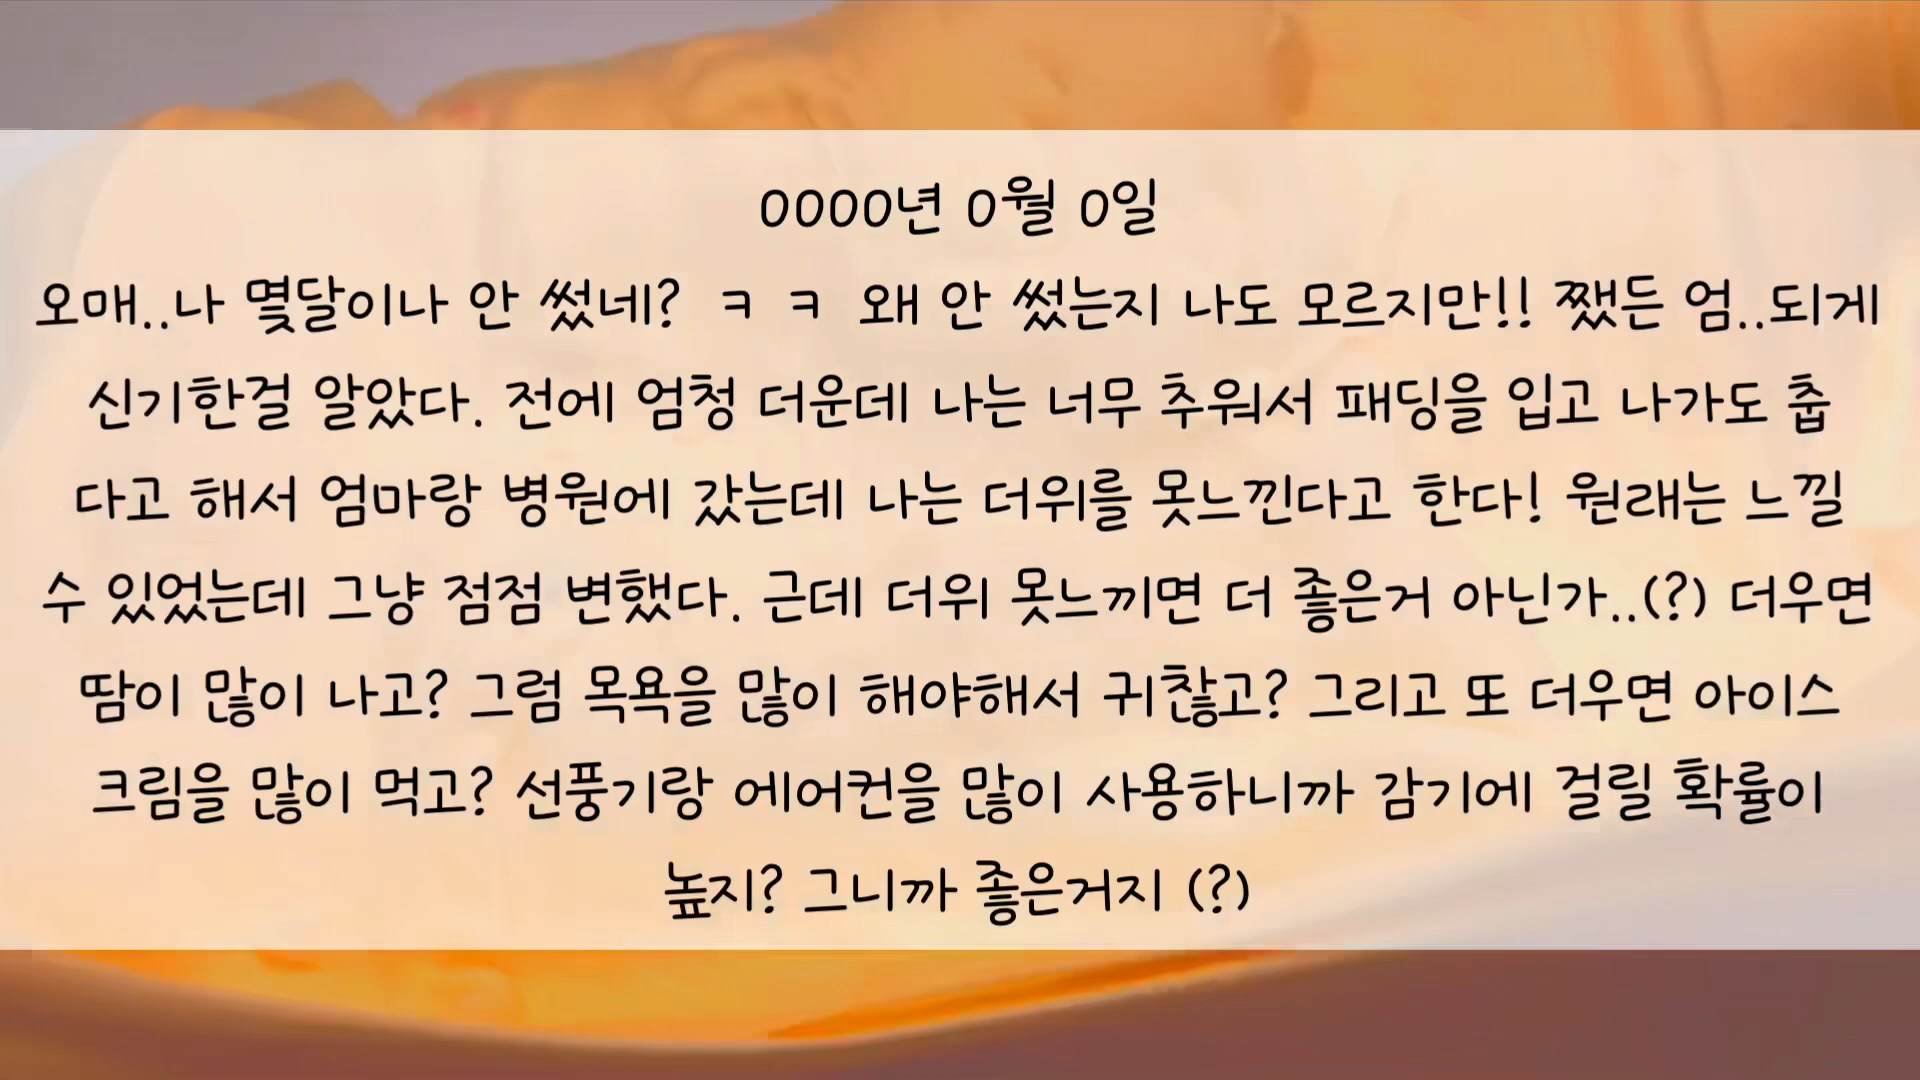 0000년 0월 0일
오매..나 몇달이나 안 썼네? ㅋ ㅋ 왜 안 썼는지 나도 모르지만!! 쨌든 엄..되게
신기한걸 알았다. 전에 엄청 더운데 나는 너무 추워서 패딩을 입고 나가도 춥
다고 해서 엄마랑 병원에 갔는데 나는 더위를 못느낀다고 한다! 원래는 느낄
수 있었는데 그냥 점점 변했다. 근데 더위 못느끼면 더 좋은거 아닌가..(?) 더우면
땀이 많이 나고? 그럼 목욕을 많이 해야해서 귀찮고? 그리고 또 더우면 아이스
크림을 많이 먹고? 선풍기랑 에어컨을 많이 사용하니까 감기에 걸릴 확률이
높지? 그니까 좋은거지 (?)